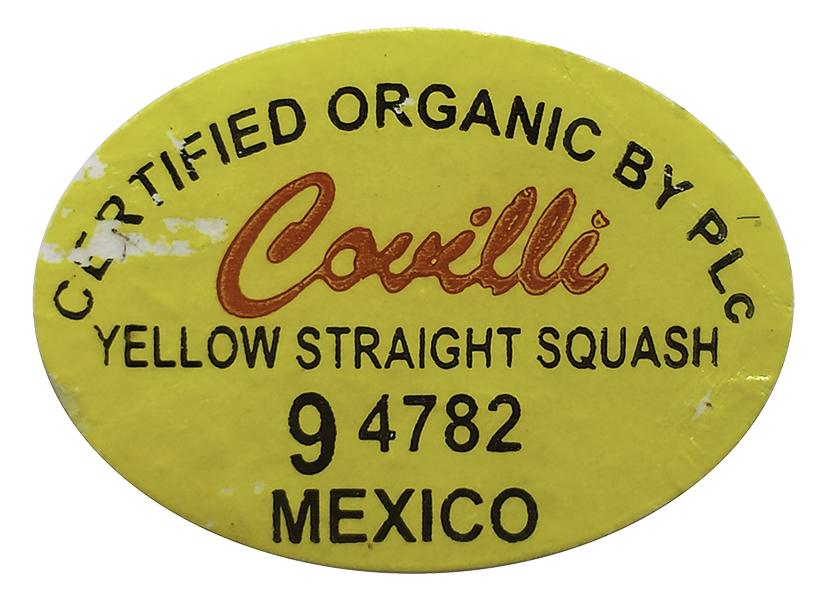 CERTIFIED ORGANIC BY PLc
Covilli
YELLOW STRAIGHT SQUASH
9 4782
MEXICO